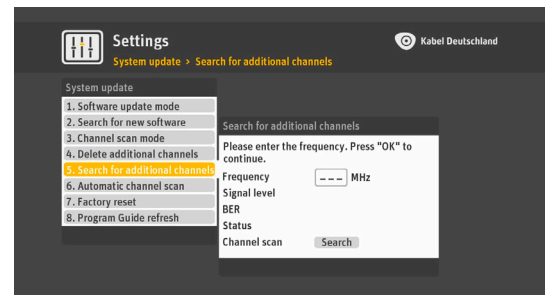 Settings
Kabel Deutschland
System update > Search for additional channels
System update
1. Software update mode
2. Search for new software
3. Channel scan mode
4. Delete additional channels
5. Search for additional channels
6. Automatic channel scan
7. Factory reset
8. Program Guide refresh
Search for additional channels
Please enter the frequency. Press "OK" to
continue.
Frequency _ _ _ MHz
Signal level
BER
Status
Channel scan Search